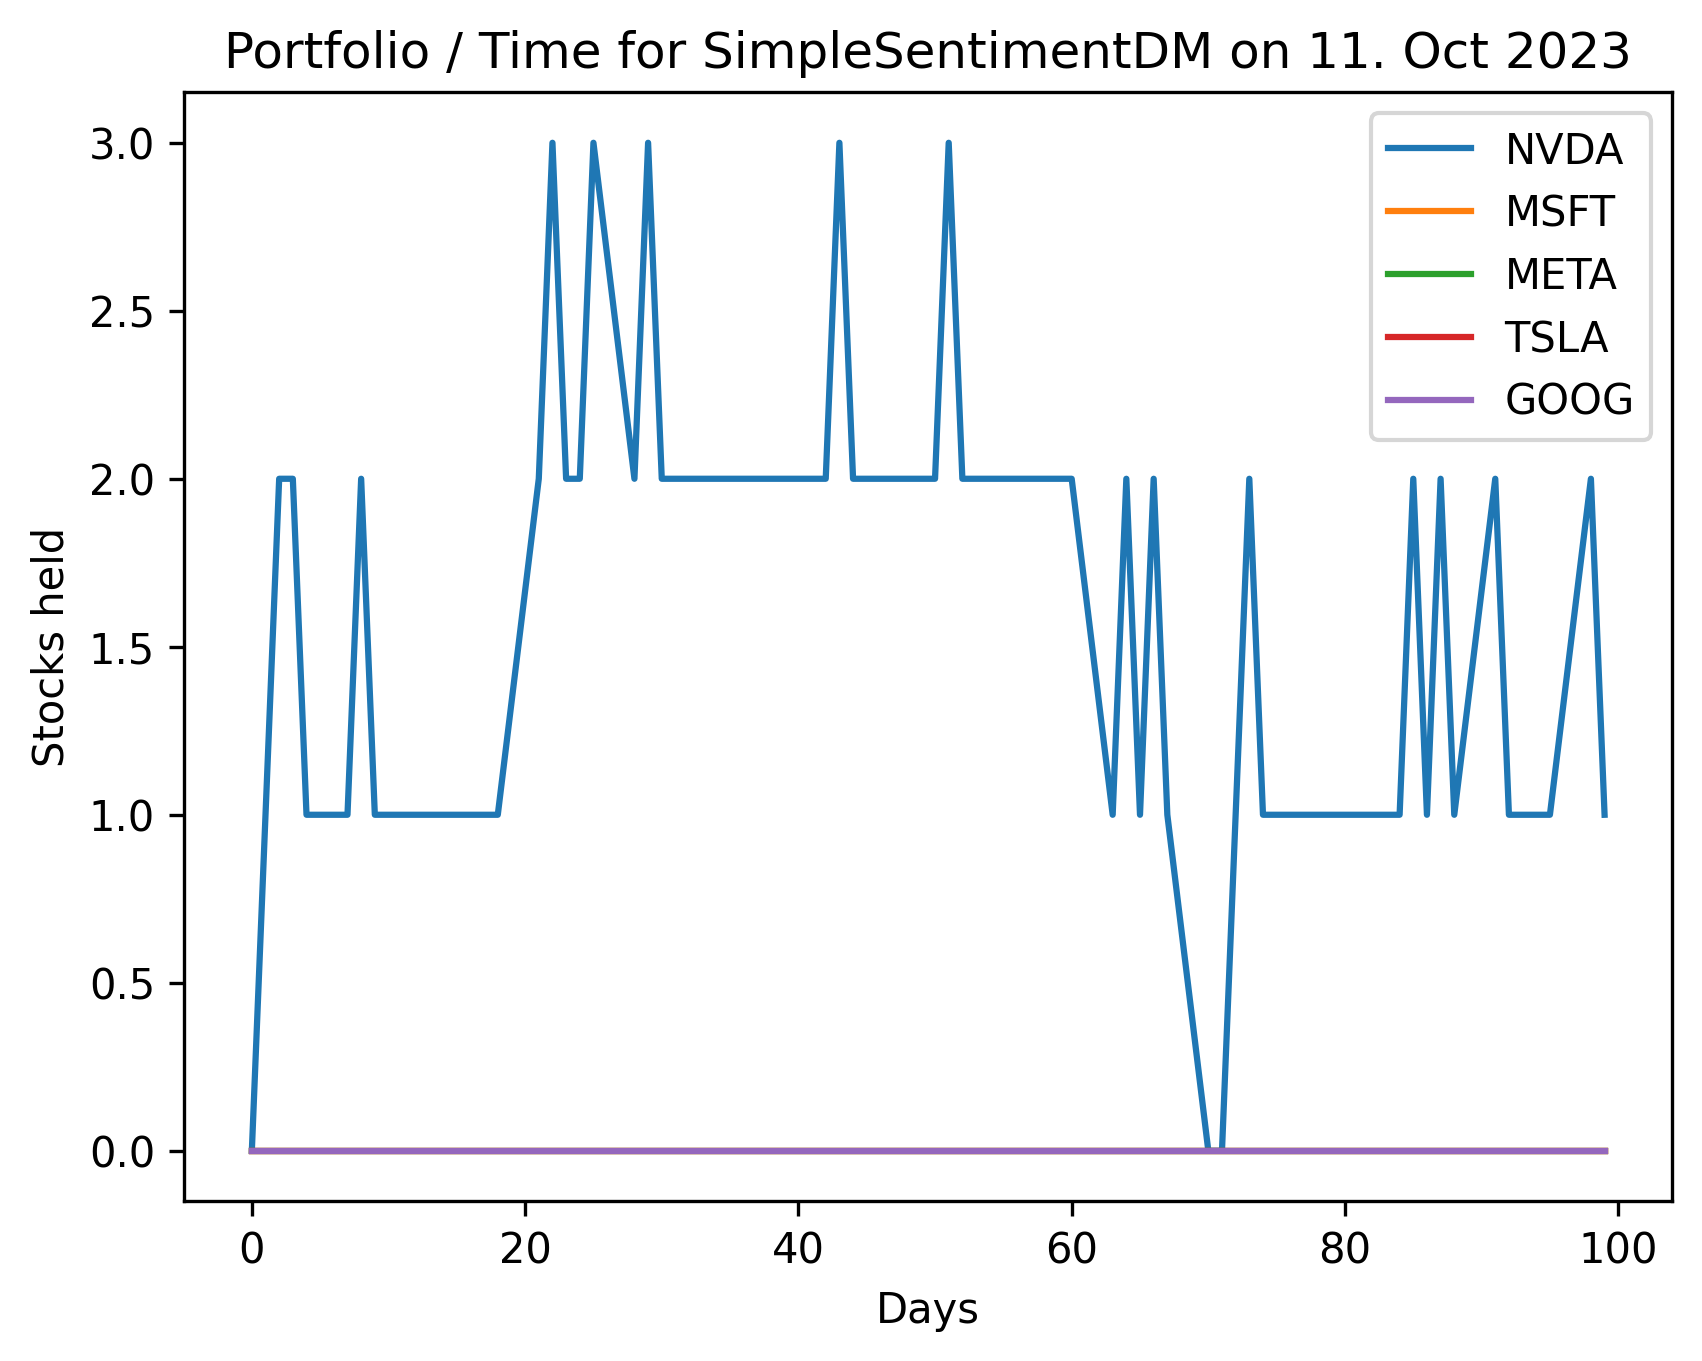 Portfolio / Time for SimpleSentimentDM on 11. Oct 2023
3.0
2.5
2.0
1.5
1.0
0.5
0.0
Stocks held
NVDA
MSFT
META
TSLA
GOOG
0 20 40 60 80 100
Days